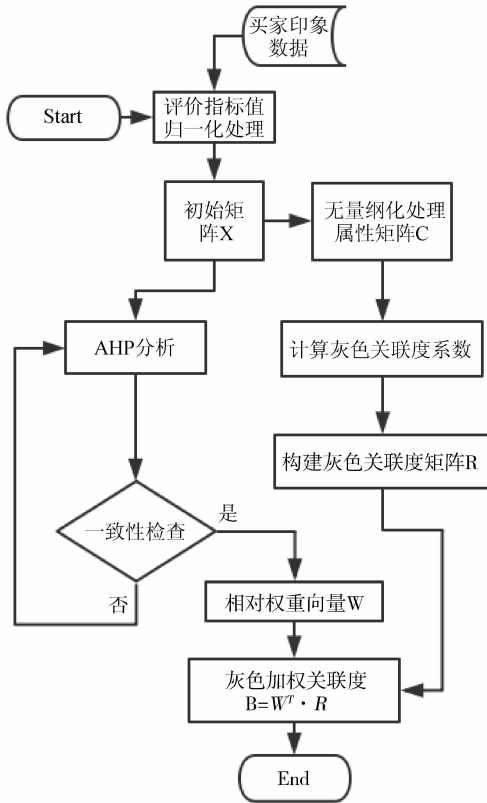 买家印象
数据
Start
评价指标值
归一化处理
初始矩
阵X
无量纲化处理
属性矩阵C
AHP分析
计算灰色关联度系数
构建灰色关联度矩阵R
一致性检查
是
否
相对权重向量W
灰色加权关联度
B=Wᵀ·R
End